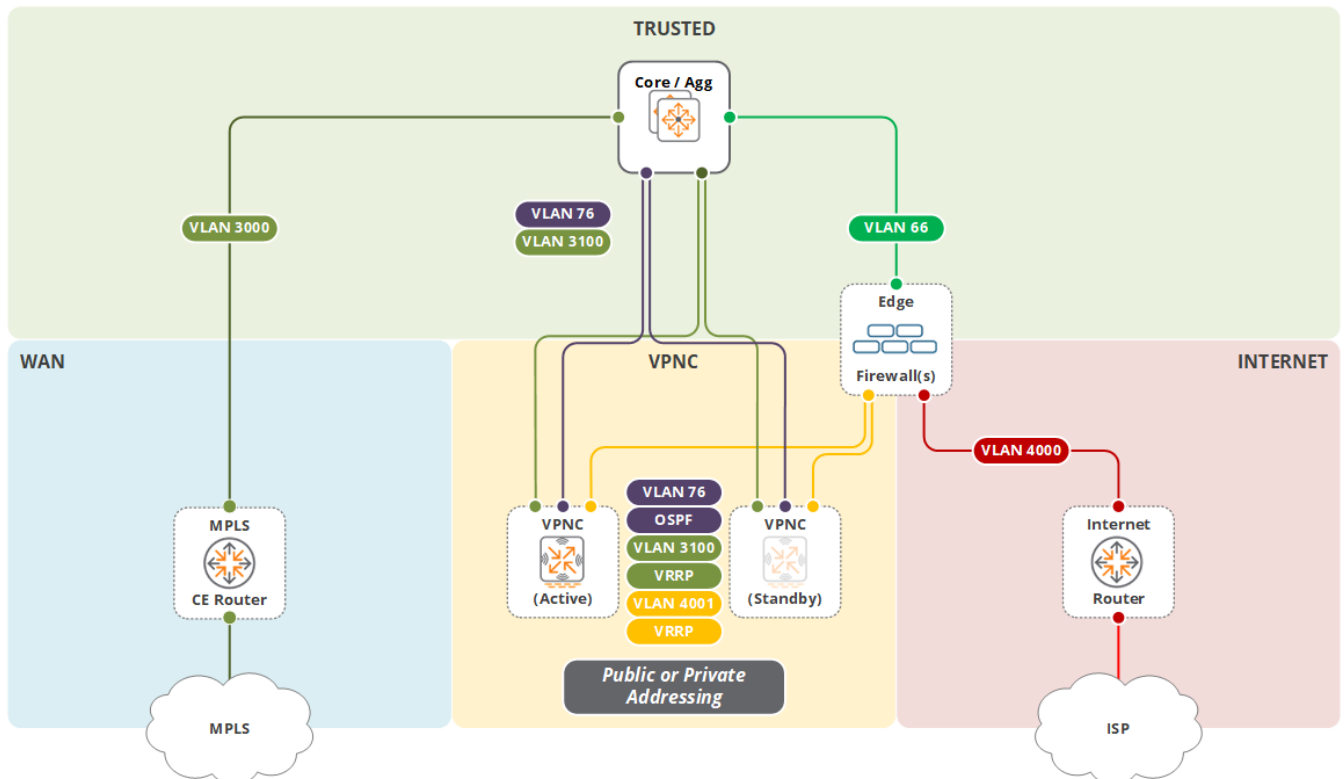 TRUSTED
Core / Agg
VLAN 76
VLAN 3100
VLAN 3000
VLAN 66
Edge
Firewall(s)
WAN
VPNC
INTERNET
VLAN 4000
MPLS
CE Router
VPNC
(Active)
VLAN 76
OSPF
VLAN 3100
VRRP
VLAN 4001
VRRP
VPNC
(Standby)
Internet
Router
Public or Private
Addressing
MPLS
ISP